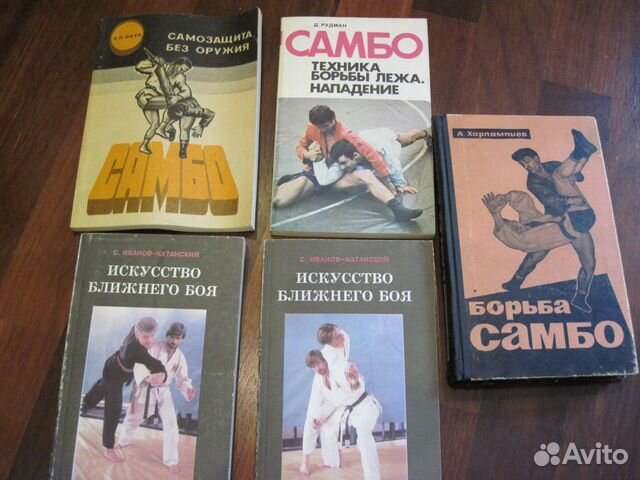 САМОЗАЩИТА
БЕЗ ОРУЖИЯ
САМБО
Д. РУДМАН
САМБО
ТЕХНИКА
БОРЬБЫ ЛЕЖА.
НАПАДЕНИЕ
А. Харлампиев
БОРЬБА
САМБО
С. ИВАНОВ-КАТАНСКИЙ
ИСКУССТВО
БЛИЖНЕГО БОЯ
С. ИВАНОВ-КАТАНСКИЙ
ИСКУССТВО
БЛИЖНЕГО БОЯ
Avito